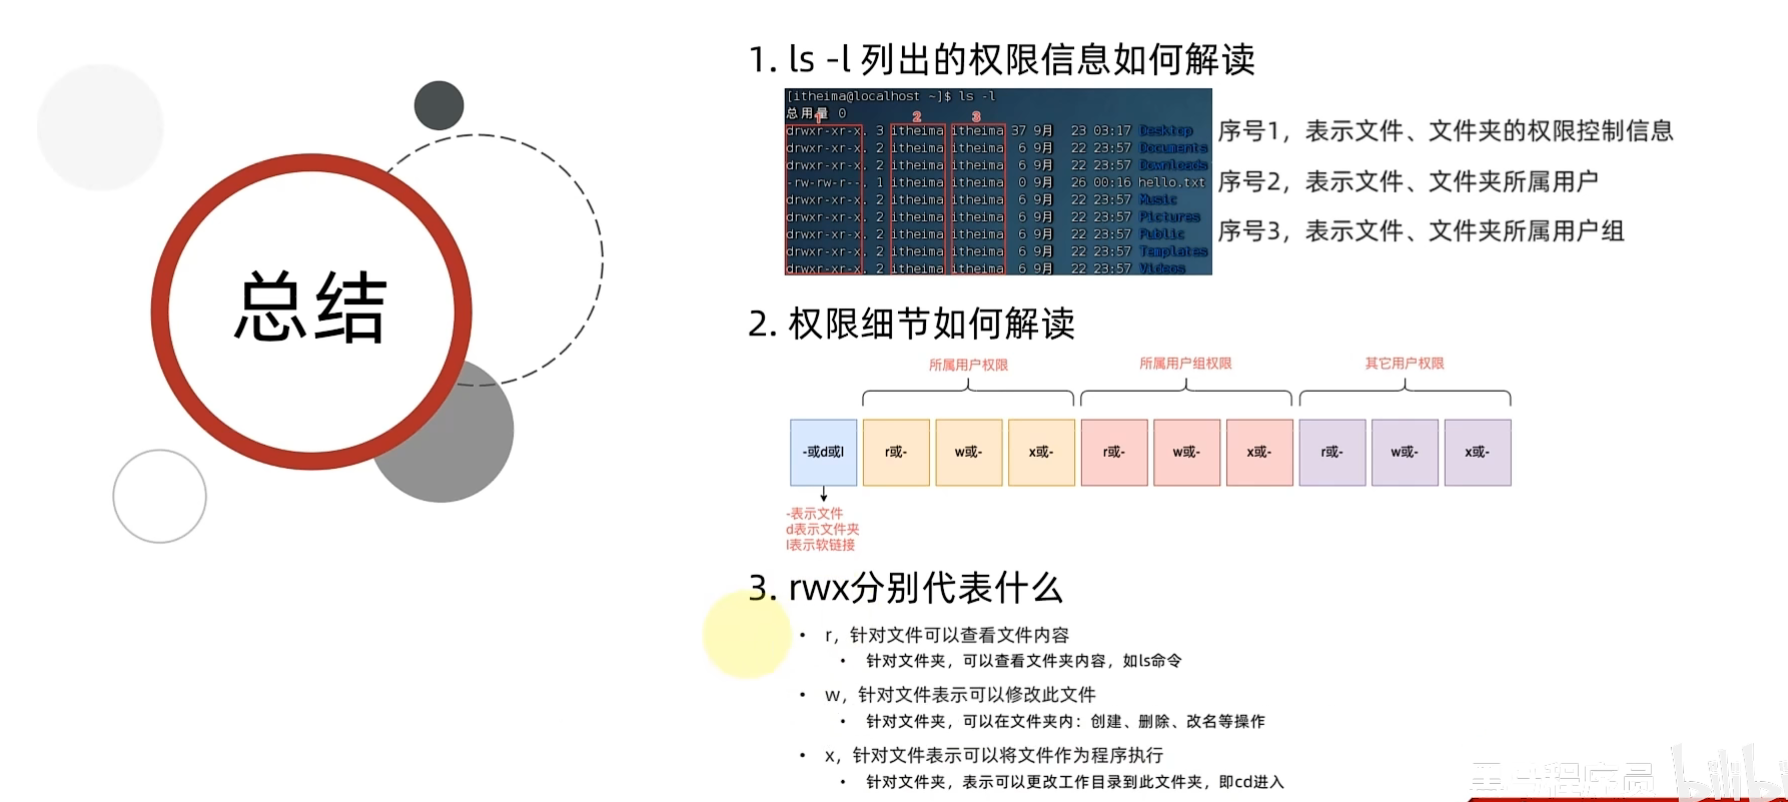 总结
1. ls -l 列出的权限信息如何解读
[itheima@localhost ~]$ ls -l
总用量 0
1 2 3
drwxr-xr-x. 3 itheima itheima 37 9月 23 03:17 Desktop
drwxr-xr-x. 2 itheima itheima 6 9月 22 23:57 Documents
drwxr-xr-x. 2 itheima itheima 6 9月 22 23:57 Downloads
-rw-rw-r--. 1 itheima itheima 0 9月 26 00:16 hello.txt
drwxr-xr-x. 2 itheima itheima 6 9月 22 23:57 Music
drwxr-xr-x. 2 itheima itheima 6 9月 22 23:57 Pictures
drwxr-xr-x. 2 itheima itheima 6 9月 22 23:57 Public
drwxr-xr-x. 2 itheima itheima 6 9月 22 23:57 Templates
drwxr-xr-x. 2 itheima itheima 6 9月 22 23:57 Videos
序号1，表示文件、文件夹的权限控制信息
序号2，表示文件、文件夹所属用户
序号3，表示文件、文件夹所属用户组
2. 权限细节如何解读
所属用户权限 所属用户组权限 其它用户权限
-或d或l r或- w或- x或- r或- w或- x或- r或- w或- x或-
-表示文件
d表示文件夹
l表示软链接
3. rwx分别代表什么
• r，针对文件可以查看文件内容
• 针对文件夹，可以查看文件夹内容，如ls命令
• w，针对文件表示可以修改此文件
• 针对文件夹，可以在文件夹内：创建、删除、改名等操作
• x，针对文件表示可以将文件作为程序执行
• 针对文件夹，表示可以更改工作目录到此文件夹，即cd进入
程序员